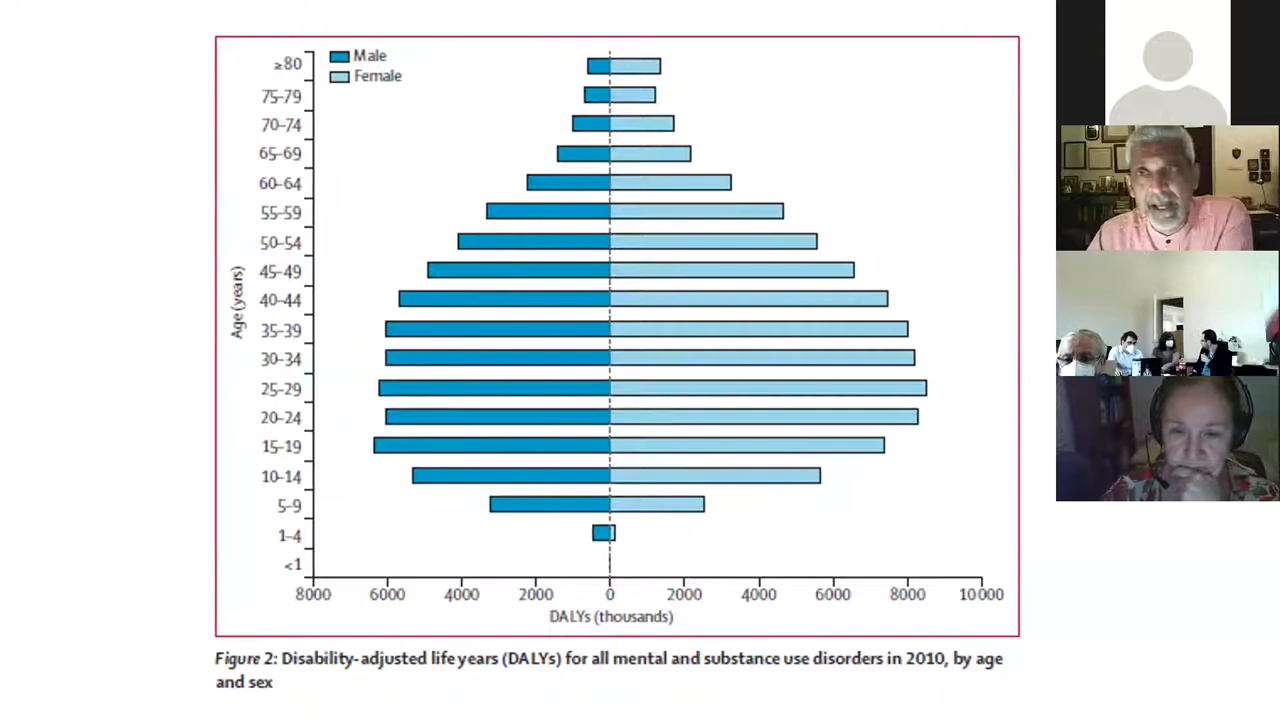 Male
Female
≥80
75–79
70–74
65–69
60–64
55–59
50–54
45–49
40–44
35–39
30–34
25–29
20–24
15–19
10–14
5–9
1–4
<1
Age (years)
8000 6000 4000 2000 0 2000 4000 6000 8000 10000
DALYs (thousands)
Figure 2: Disability-adjusted life years (DALYs) for all mental and substance use disorders in 2010, by age
and sex